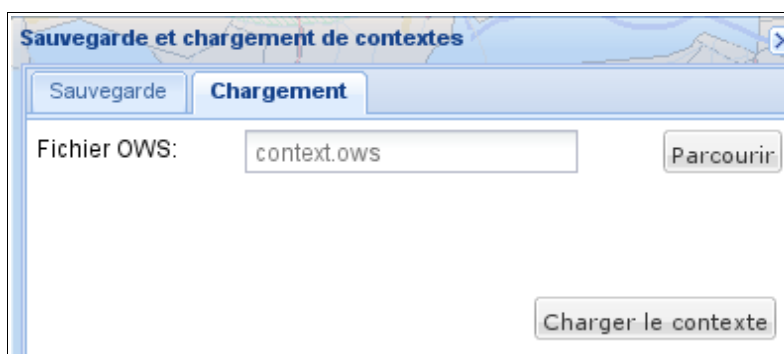 Sauvegarde et chargement de contextes
Sauvegarde Chargement
Fichier OWS: context.ows Parcourir
Charger le contexte